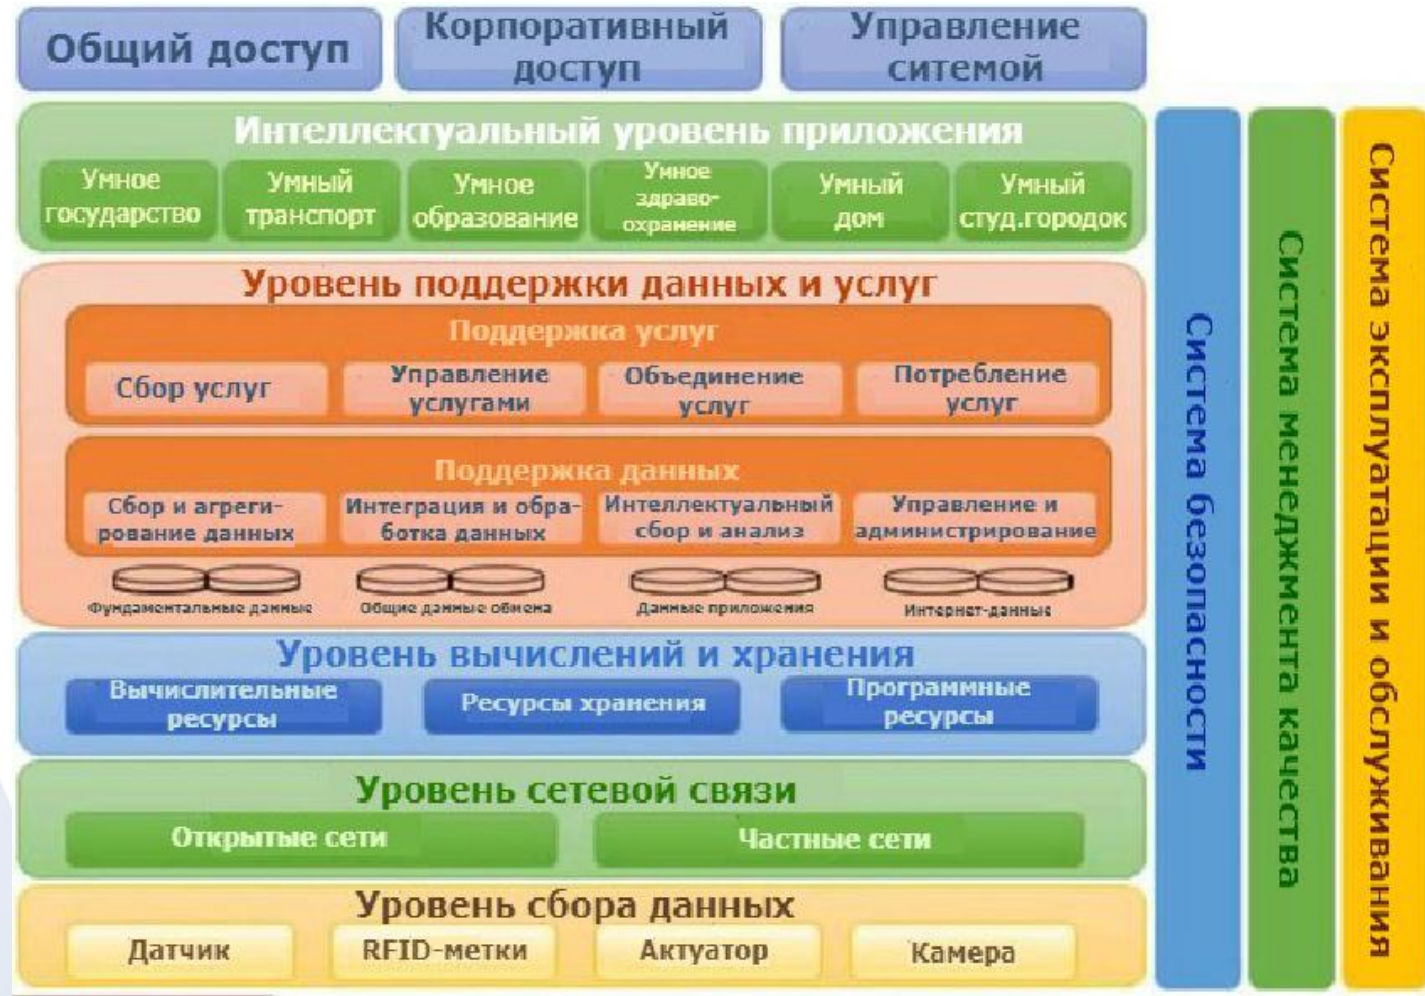 Общий доступ
Корпоративный
доступ
Управление
ситемой
Интеллектуальный уровень приложения
Умное
государство
Умный
транспорт
Умное
образование
Умное
здраво-
охранение
Умный
дом
Умный
студ.городок
Уровень поддержки данных и услуг
Поддержка услуг
Сбор услуг
Управление
услугами
Объединение
услуг
Потребление
услуг
Поддержка данных
Сбор и агреги-
рование данных
Интеграция и обра-
ботка данных
Интеллектуальный
сбор и анализ
Управление и
администрирование
Фундаментальные данные
Общие данные обмена
Данные приложения
Интернет-данные
Уровень вычислений и хранения
Вычислительные
ресурсы
Ресурсы хранения
Программные
ресурсы
Уровень сетевой связи
Открытые сети
Частные сети
Уровень сбора данных
Датчик
RFID-метки
Актуатор
Камера
Система безопасности
Система менеджмента качества
Система эксплуатации и обслуживания